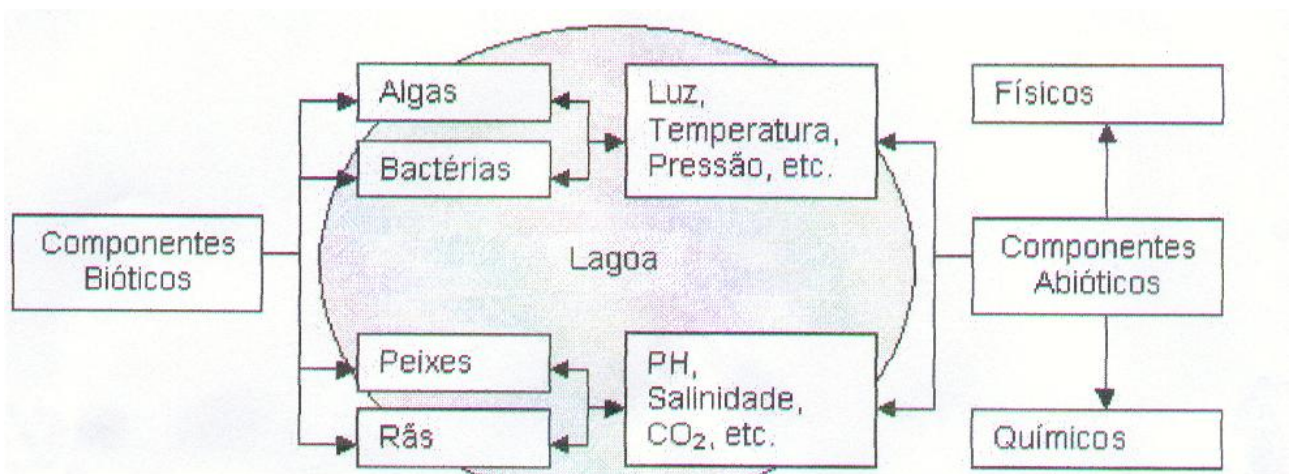 Componentes
Bióticos
Algas
Bactérias
Peixes
Rãs
Lagoa
Luz,
Temperatura,
Pressão, etc.
PH,
Salinidade,
CO₂, etc.
Físicos
Componentes
Abióticos
Químicos